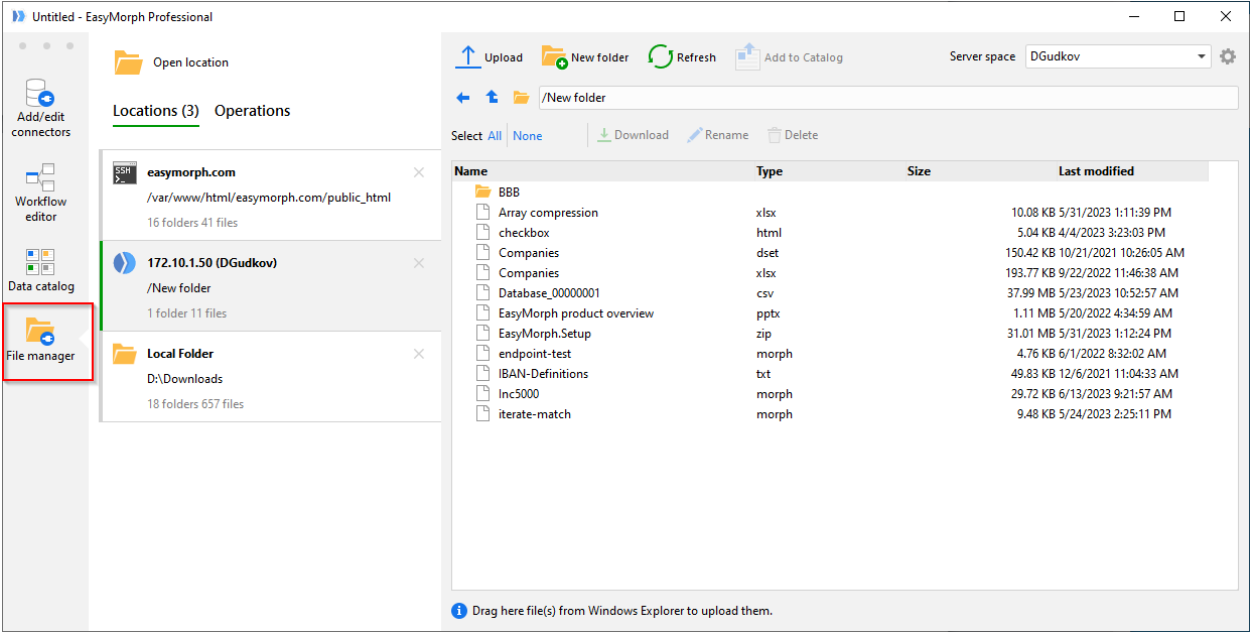 Untitled - EasyMorph Professional
Add/edit
connectors
Workflow
editor
Data catalog
File manager
Open location
Locations (3) Operations
SSH
easymorph.com
/var/www/html/easymorph.com/public_html
16 folders 41 files
172.10.1.50 (DGudkov)
/New folder
1 folder 11 files
Local Folder
D:\Downloads
18 folders 657 files
Upload New folder Refresh Add to Catalog Server space DGudkov
/New folder
Select All None Download Rename Delete
Name Type Size Last modified
BBB
Array compression xlsx 10.08 KB 5/31/2023 1:11:39 PM
checkbox html 5.04 KB 4/4/2023 3:23:03 PM
Companies dset 150.42 KB 10/21/2021 10:26:05 AM
Companies xlsx 193.77 KB 9/22/2022 11:46:38 AM
Database_00000001 csv 37.99 MB 5/23/2023 10:52:57 AM
EasyMorph product overview pptx 1.11 MB 5/20/2022 4:34:59 AM
EasyMorph.Setup zip 31.01 MB 5/31/2023 1:12:24 PM
endpoint-test morph 4.76 KB 6/1/2022 8:32:02 AM
IBAN-Definitions txt 49.83 KB 12/6/2021 11:04:33 AM
Inc5000 morph 29.72 KB 6/13/2023 9:21:57 AM
iterate-match morph 9.48 KB 5/24/2023 2:25:11 PM
Drag here file(s) from Windows Explorer to upload them.